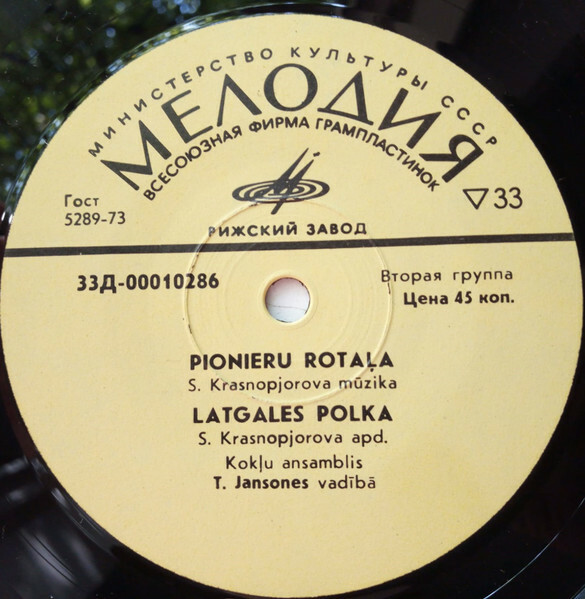 МИНИСТЕРСТВО КУЛЬТУРЫ СССР
МЕЛОДИЯ
ВСЕСОЮЗНАЯ ФИРМА ГРАМПЛАСТИНОК
Гост
5289-73
▽33
РИЖСКИЙ ЗАВОД
33Д-00010286
Вторая группа
Цена 45 коп.
PIONIERU ROTAĻA
S. Krasnopjorova mūzika
LATGALES POLKA
S. Krasnopjorova apd.
Kokļu ansamblis
T. Jansones vadībā